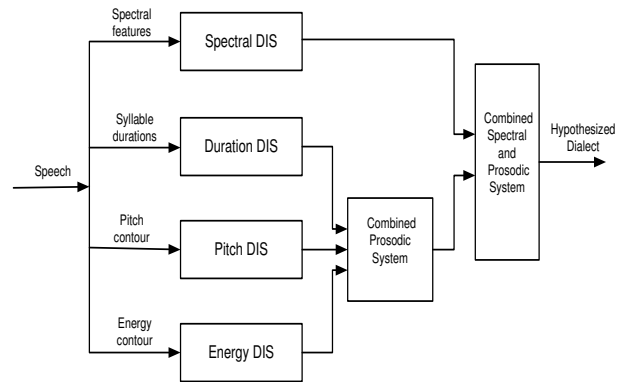 Spectral
features
Spectral DIS
Syllable
durations
Duration DIS
Speech
Pitch
contour
Pitch DIS
Energy
contour
Energy DIS
Combined
Prosodic
System
Combined
Spectral
and
Prosodic
System
Hypothesized
Dialect